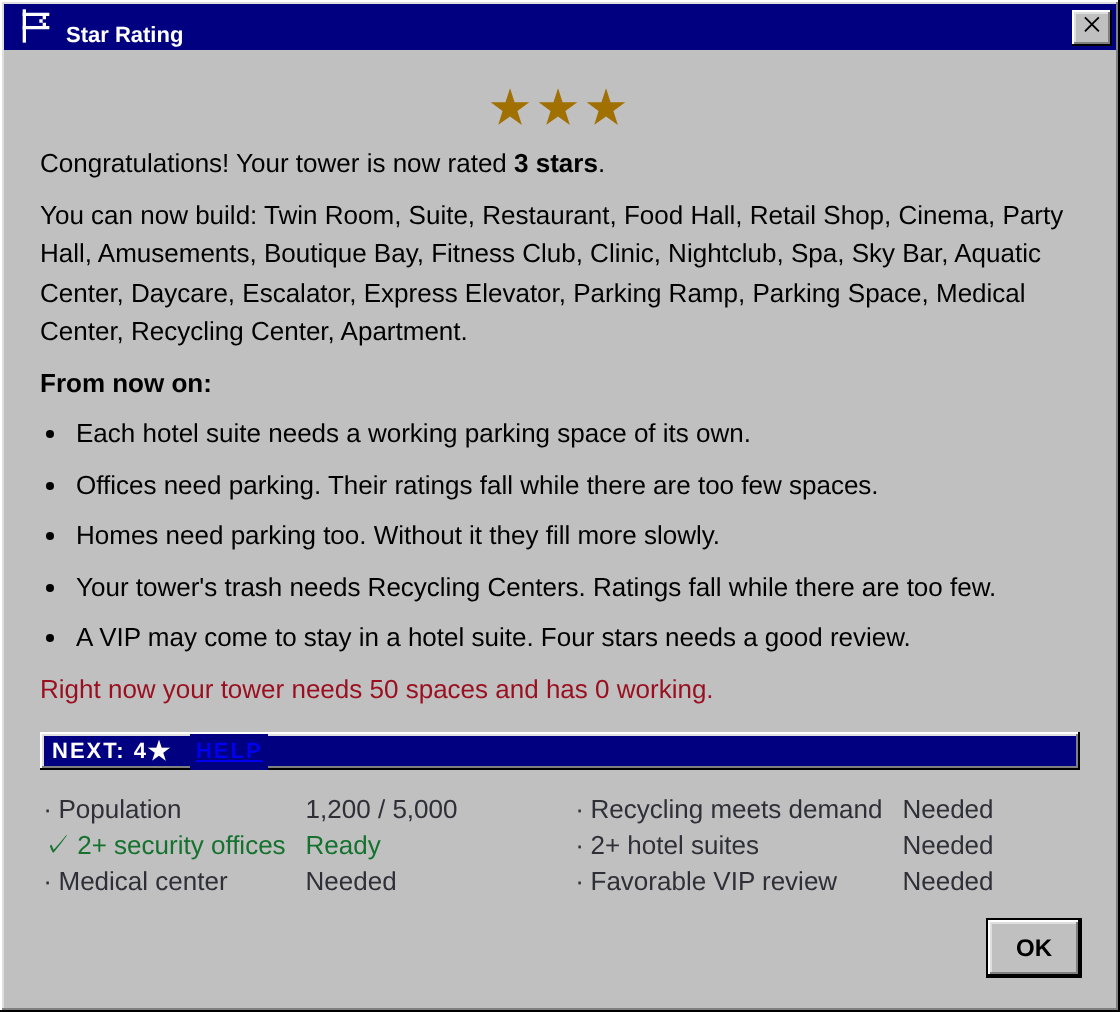 Star Rating
★★★
Congratulations! Your tower is now rated 3 stars.
You can now build: Twin Room, Suite, Restaurant, Food Hall, Retail Shop, Cinema, Party
Hall, Amusements, Boutique Bay, Fitness Club, Clinic, Nightclub, Spa, Sky Bar, Aquatic
Center, Daycare, Escalator, Express Elevator, Parking Ramp, Parking Space, Medical
Center, Recycling Center, Apartment.
From now on:
• Each hotel suite needs a working parking space of its own.
• Offices need parking. Their ratings fall while there are too few spaces.
• Homes need parking too. Without it they fill more slowly.
• Your tower's trash needs Recycling Centers. Ratings fall while there are too few.
• A VIP may come to stay in a hotel suite. Four stars needs a good review.
Right now your tower needs 50 spaces and has 0 working.
NEXT: 4★ HELP
· Population 1,200 / 5,000 · Recycling meets demand Needed
✓ 2+ security offices Ready · 2+ hotel suites Needed
· Medical center Needed · Favorable VIP review Needed
OK